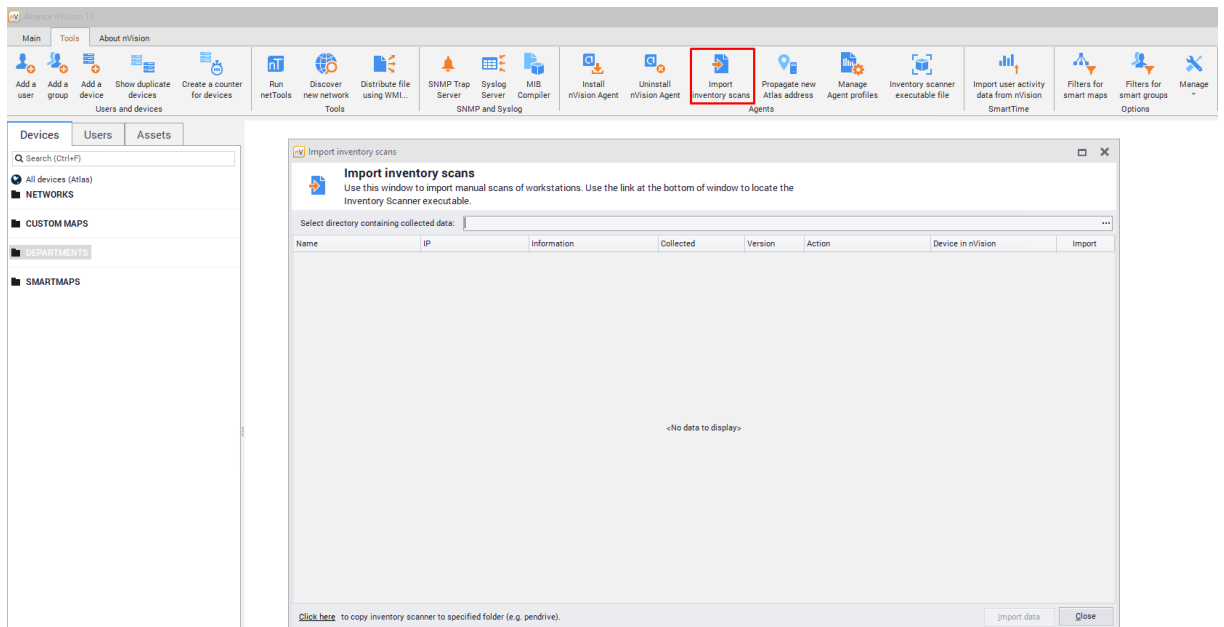 Axence nVision 11
Main Tools About nVision
Add a user
Add a group
Add a device
Show duplicate devices
Create a counter for devices
Users and devices
Run netTools
Discover new network
Distribute file using WMI...
Tools
SNMP Trap Server
Syslog Server
MIB Compiler
SNMP and Syslog
Install nVision Agent
Uninstall nVision Agent
Import inventory scans
Propagate new Atlas address
Manage Agent profiles
Inventory scanner executable file
Agents
Import user activity data from nVision
SmartTime
Filters for smart maps
Filters for smart groups
Manage
Options
Devices Users Assets
Search (Ctrl+F)
All devices (Atlas)
NETWORKS
CUSTOM MAPS
DEPARTMENTS
SMARTMAPS
Import inventory scans
Import inventory scans
Use this window to import manual scans of workstations. Use the link at the bottom of window to locate the
Inventory Scanner executable.
Select directory containing collected data: ...
Name IP Information Collected Version Action Device in nVision Import
<No data to display>
Click here to copy inventory scanner to specified folder (e.g. pendrive).
Import data Close